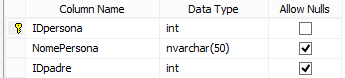 Column Name Data Type Allow Nulls
IDpersona int
NomePersona nvarchar(50)
IDpadre int